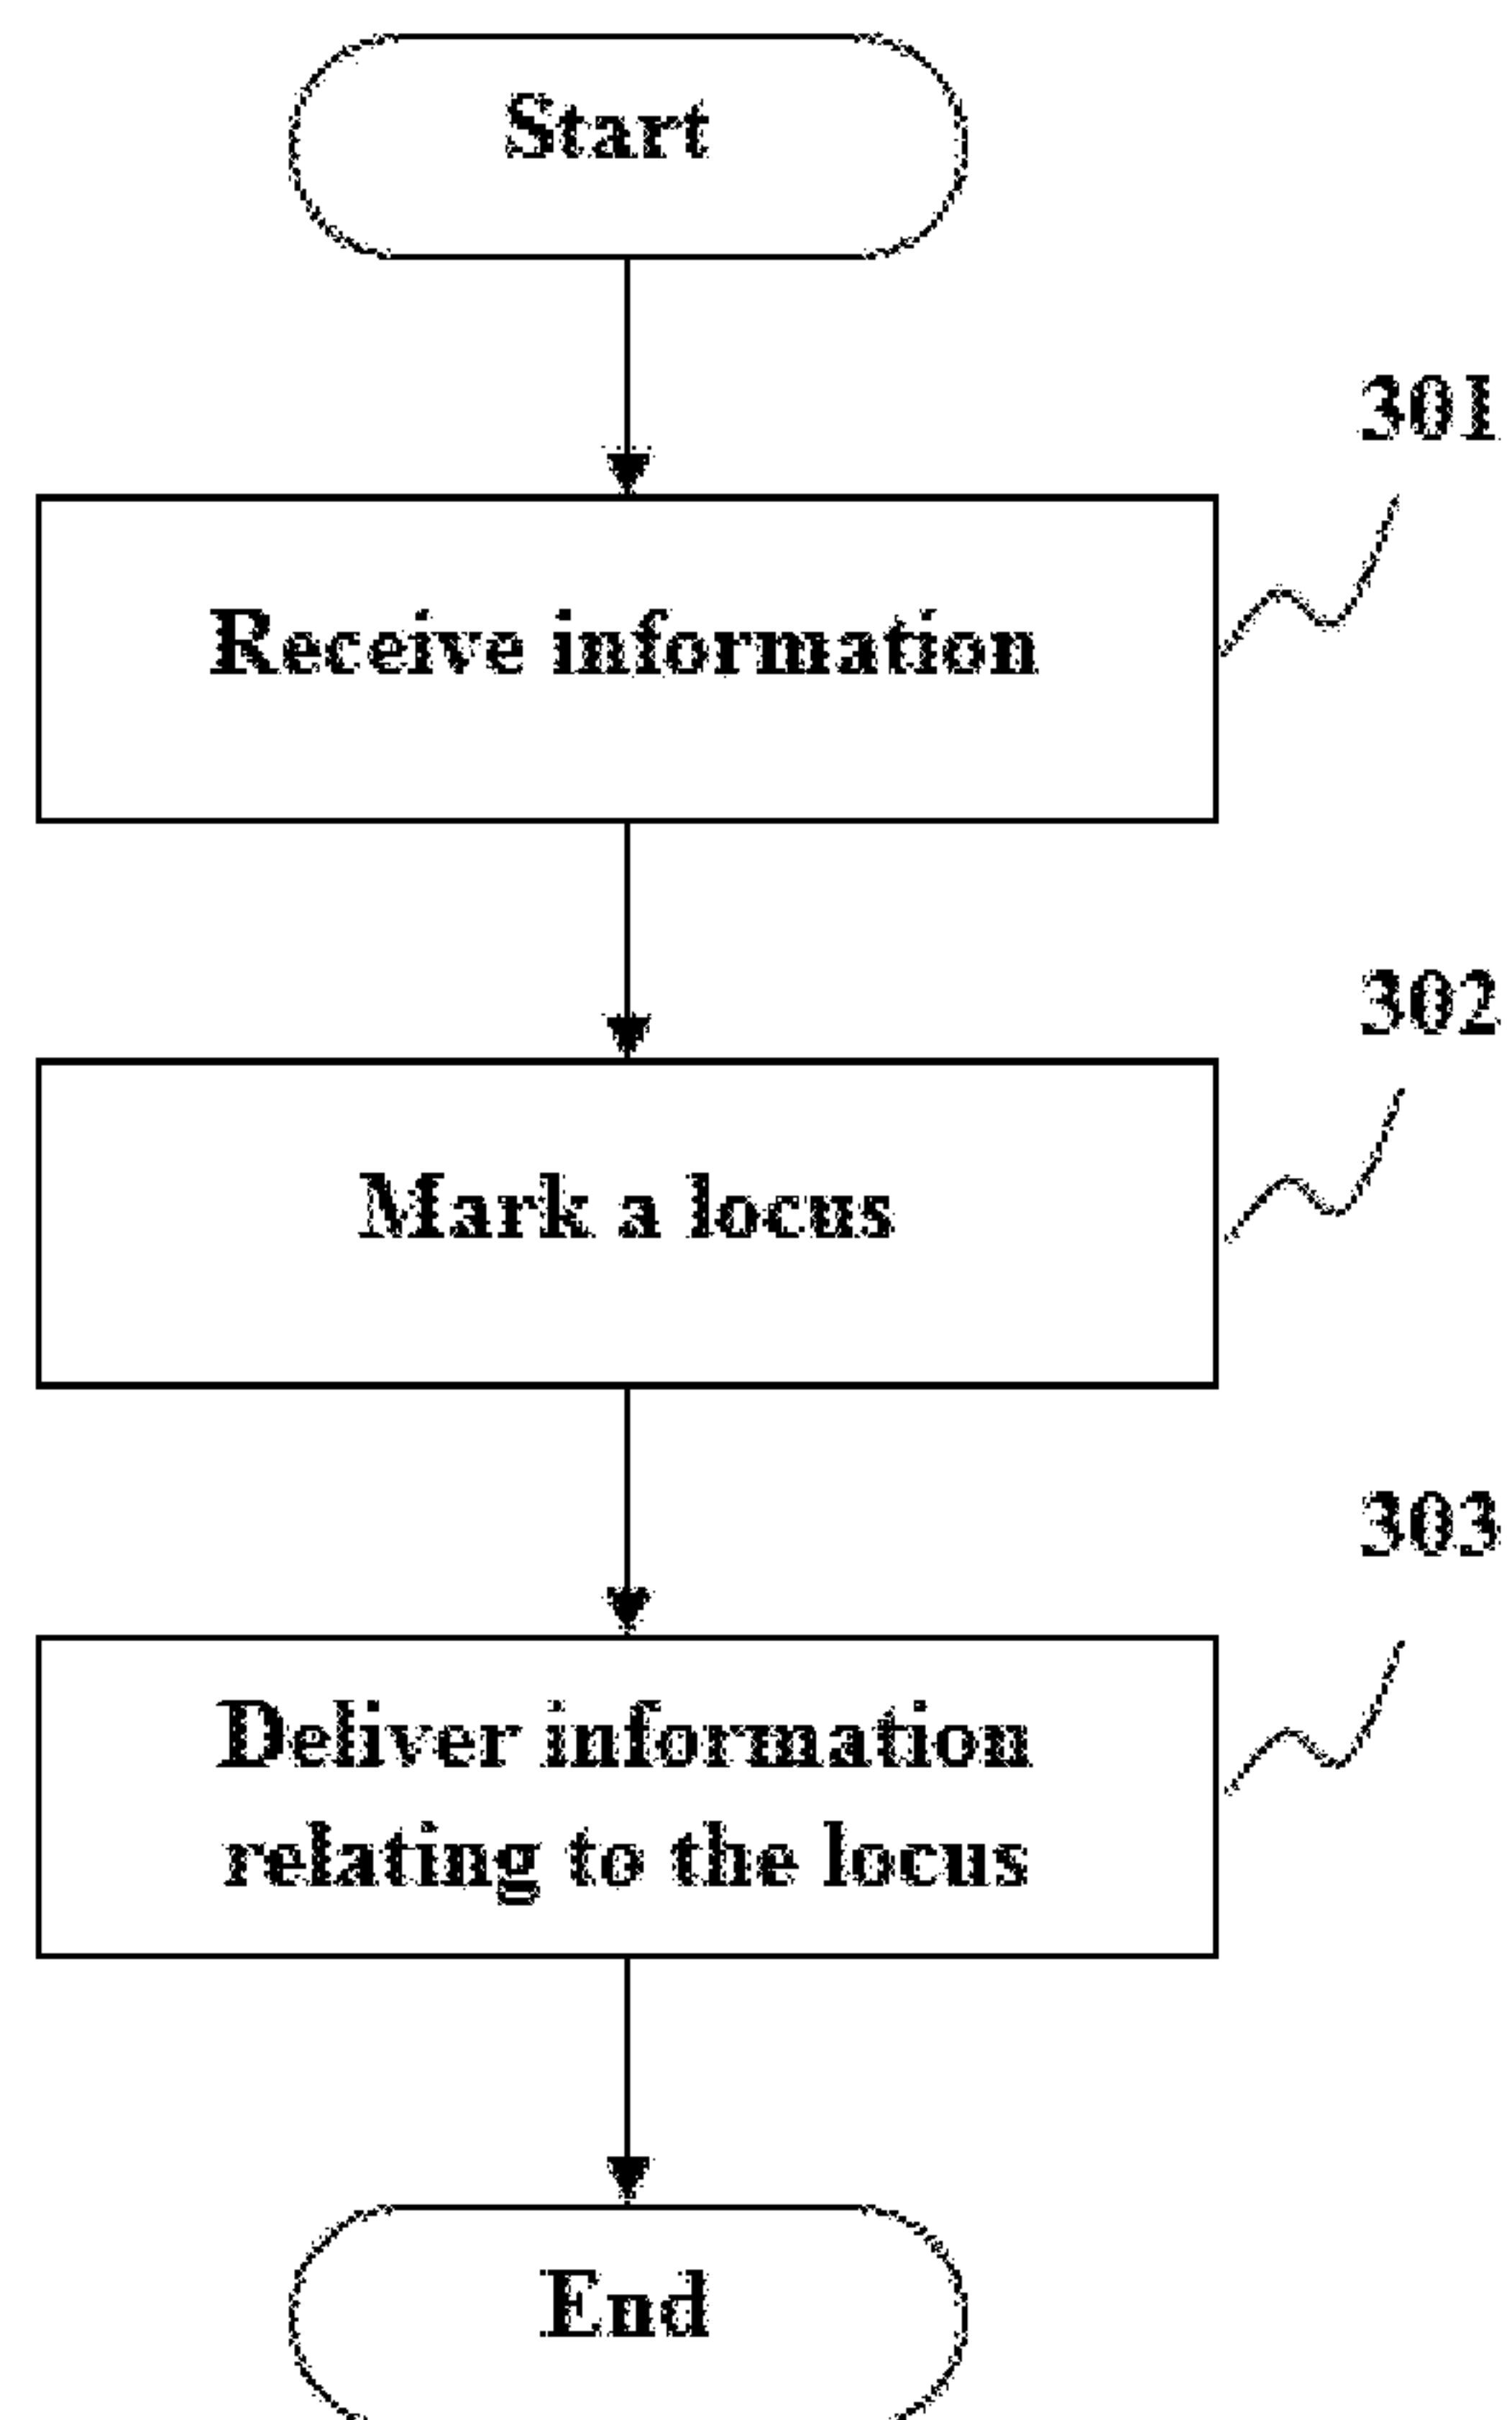 Start
301
Receive information
302
Mark a locus
303
Deliver information
relating to the locus
End